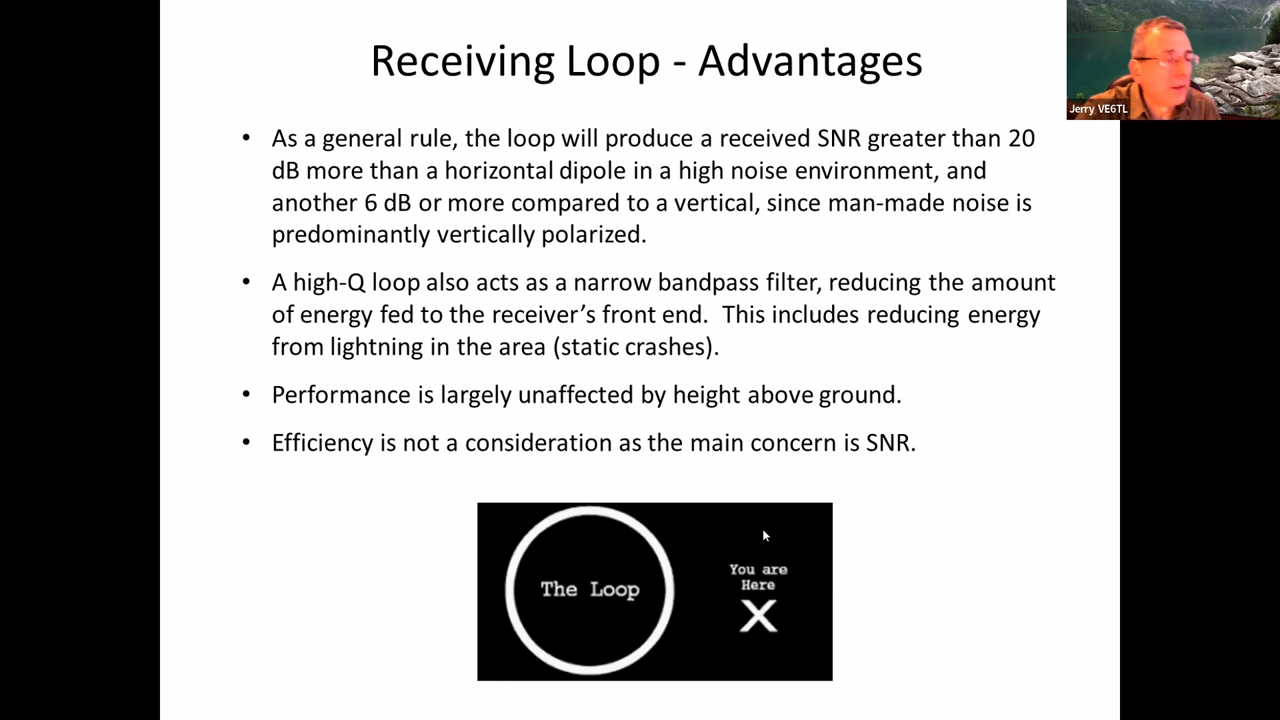 Receiving Loop - Advantages
Jerry VE6TL
• As a general rule, the loop will produce a received SNR greater than 20
dB more than a horizontal dipole in a high noise environment, and
another 6 dB or more compared to a vertical, since man-made noise is
predominantly vertically polarized.
• A high-Q loop also acts as a narrow bandpass filter, reducing the amount
of energy fed to the receiver’s front end.  This includes reducing energy
from lightning in the area (static crashes).
• Performance is largely unaffected by height above ground.
• Efficiency is not a consideration as the main concern is SNR.
The Loop
You are
Here
X